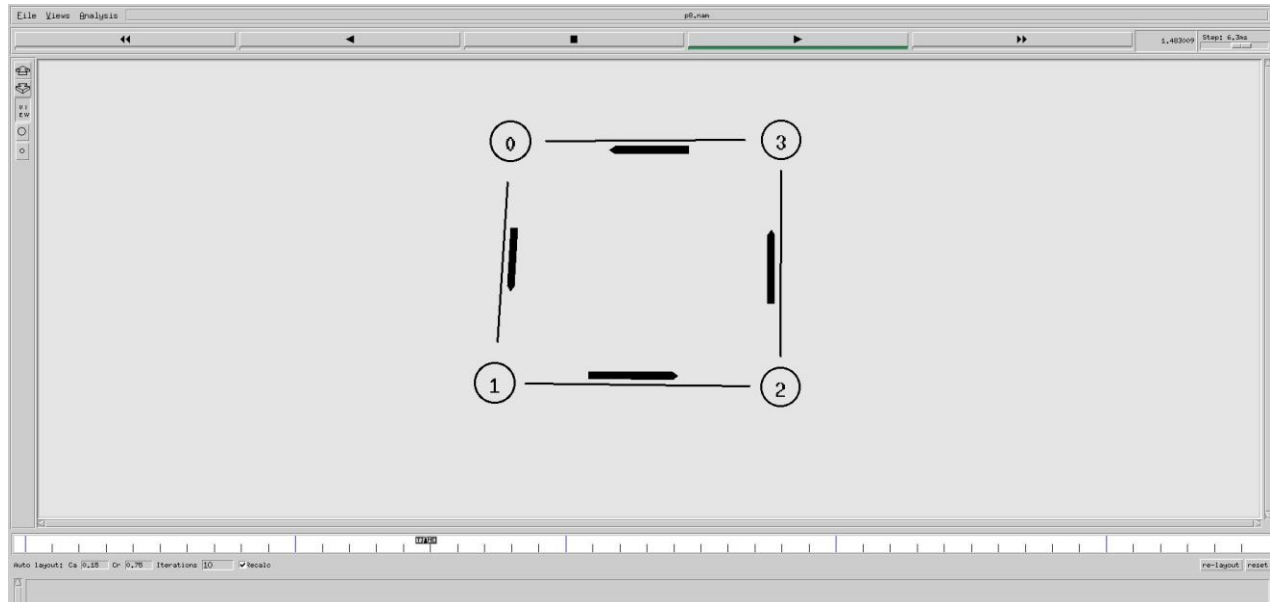 File Views Analysis p0.nam
1.483009 Step: 6.3ms
0 3
1 2
Auto layout: Ca 0.15 Cr 0.75 Iterations 10 Recalc re-layout reset